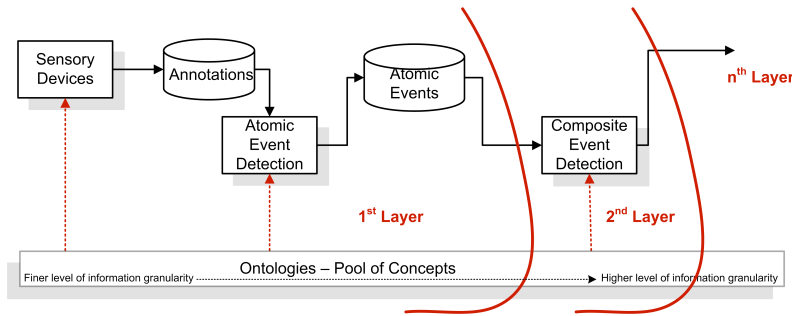 Sensory
Devices
Annotations
Atomic
Events
Atomic
Event
Detection
Composite
Event
Detection
nth Layer
1st Layer
2nd Layer
Ontologies – Pool of Concepts
Finer level of information granularity
Higher level of information granularity